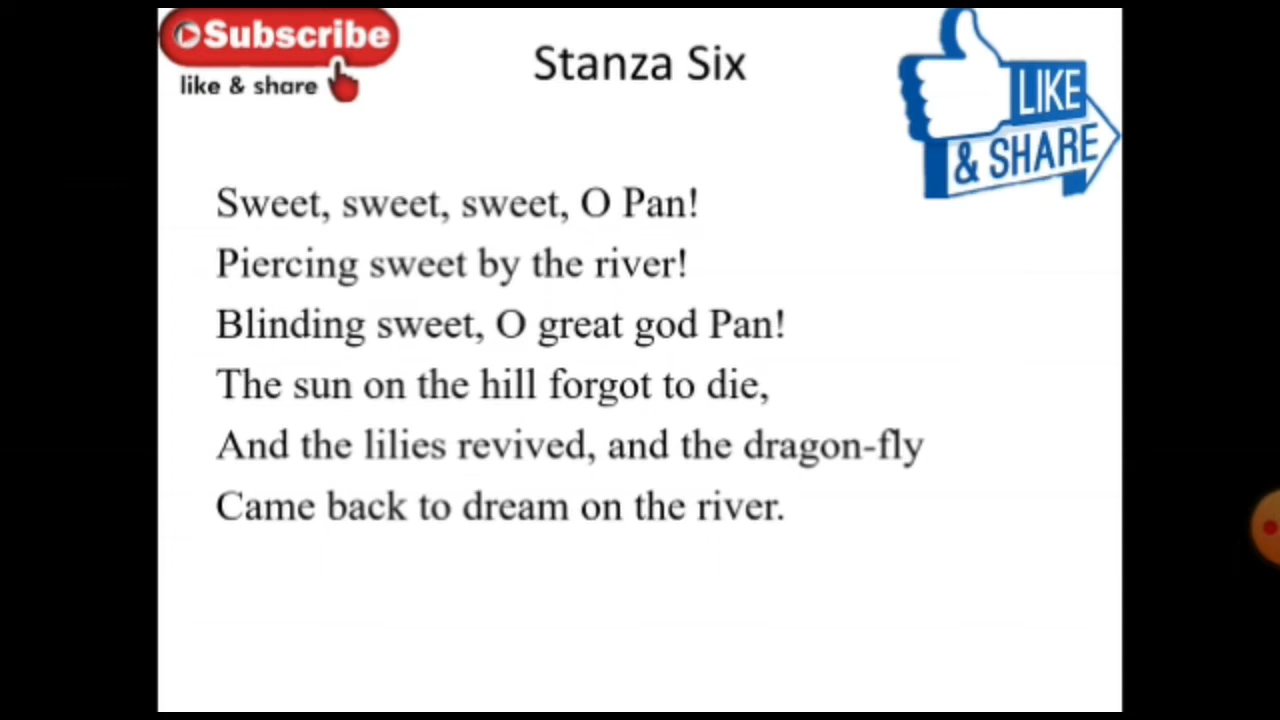 Subscribe
like & share
Stanza Six
LIKE
& SHARE
Sweet, sweet, sweet, O Pan!
Piercing sweet by the river!
Blinding sweet, O great god Pan!
The sun on the hill forgot to die,
And the lilies revived, and the dragon-fly
Came back to dream on the river.